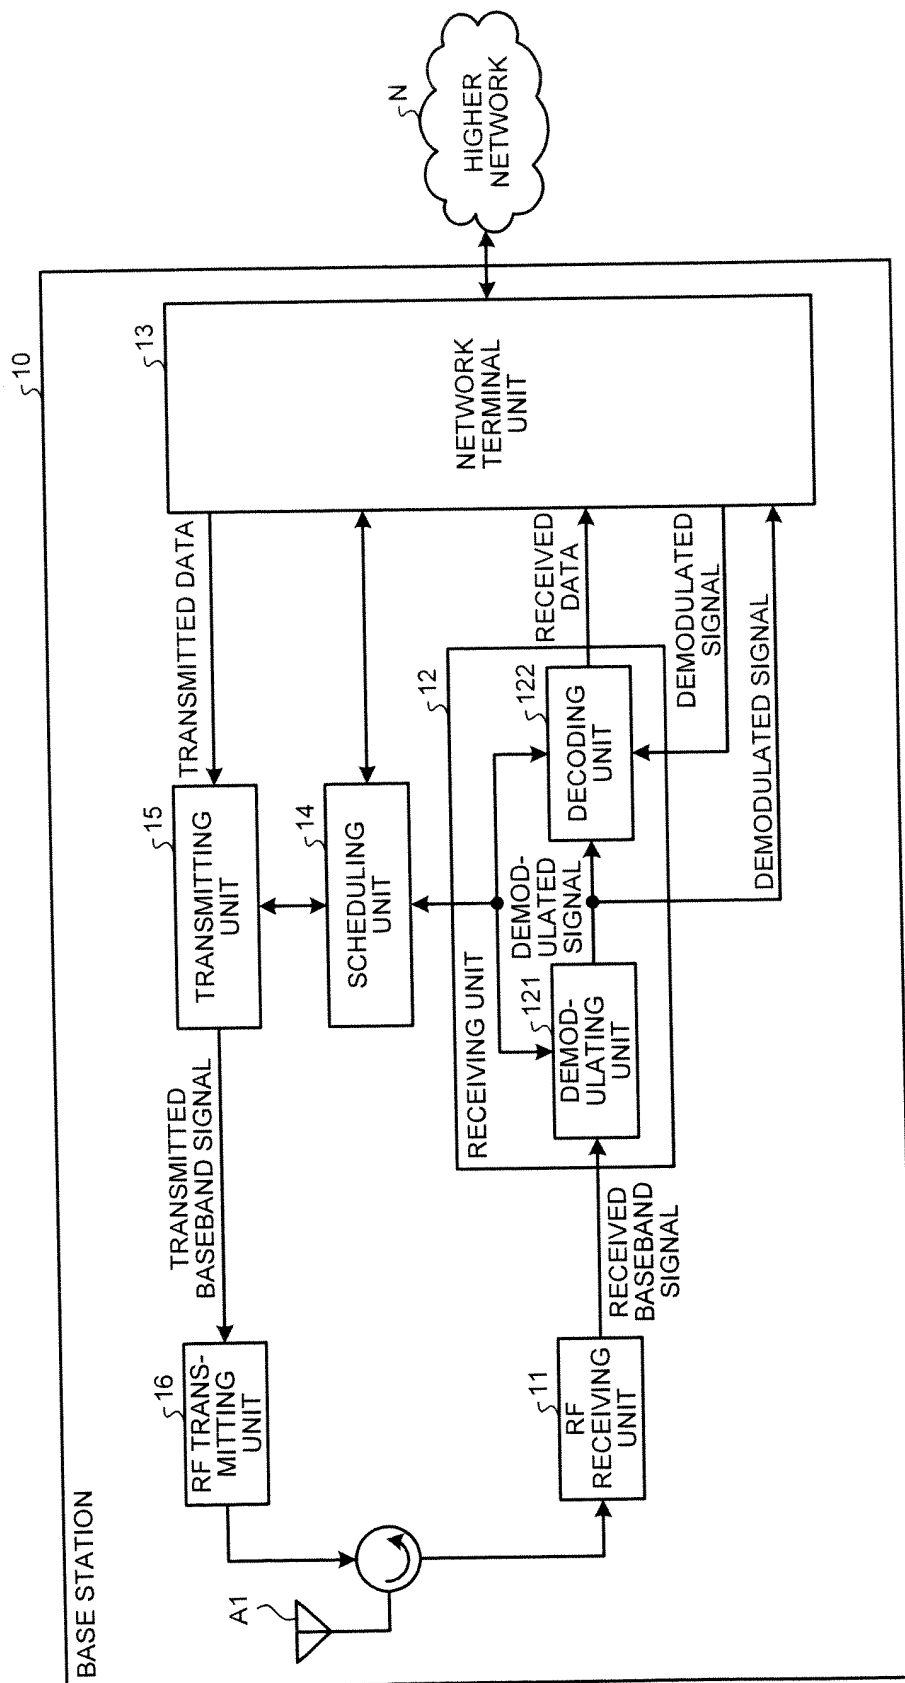 BASE STATION
10
N
HIGHER
NETWORK
13
NETWORK
TERMINAL
UNIT
A1
16
RF TRANS-
MITTING
UNIT
TRANSMITTED
BASEBAND SIGNAL
15
TRANSMITTING
UNIT
TRANSMITTED DATA
14
SCHEDULING
UNIT
12
RECEIVING UNIT
121
DEMOD-
ULATING
UNIT
DEMOD-
ULATED
SIGNAL
122
DECODING
UNIT
RECEIVED
DATA
DEMODULATED
SIGNAL
DEMODULATED SIGNAL
11
RF
RECEIVING
UNIT
RECEIVED
BASEBAND
SIGNAL